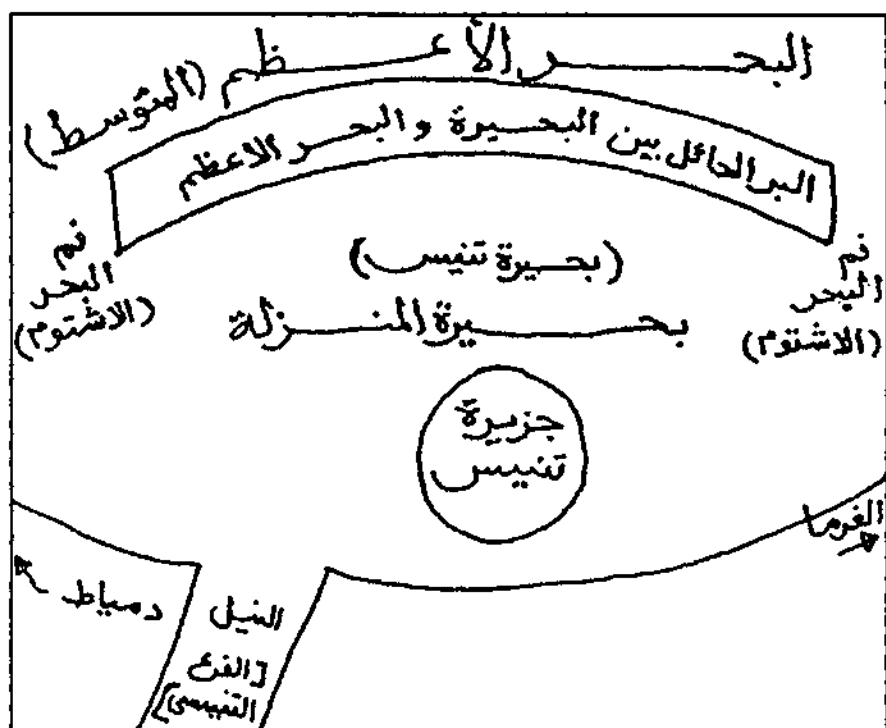 البحر الأعظم (المتوسط)
البر الحائل بين البحيرة و البحر الاعظم
فم
البحر
(الاشتوم)
(بحيرة تنيس)
بحيرة المنزلة
فم
البحر
(الاشتوم)
جزيرة
تنيس
الفرما
دمياط
النيل
[الفرع
التنيسى]